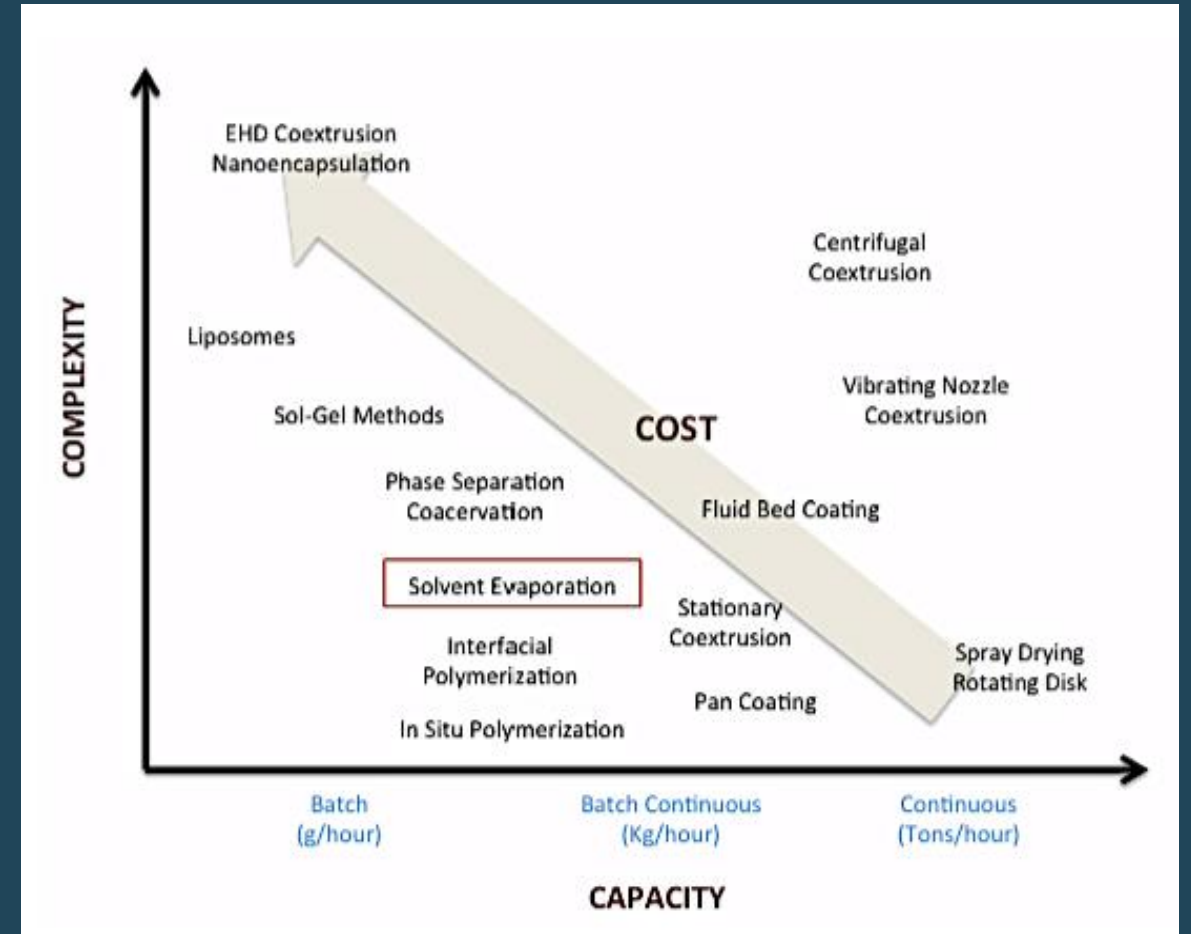 EHD Coextrusion
Nanoencapsulation
Centrifugal
Coextrusion
Liposomes
Vibrating Nozzle
Coextrusion
Sol-Gel Methods
COST
Phase Separation
Coacervation
Fluid Bed Coating
Solvent Evaporation
Stationary
Coextrusion
Interfacial
Polymerization
Spray Drying
Rotating Disk
Pan Coating
In Situ Polymerization
COMPLEXITY
Batch
(g/hour)
Batch Continuous
(Kg/hour)
Continuous
(Tons/hour)
CAPACITY